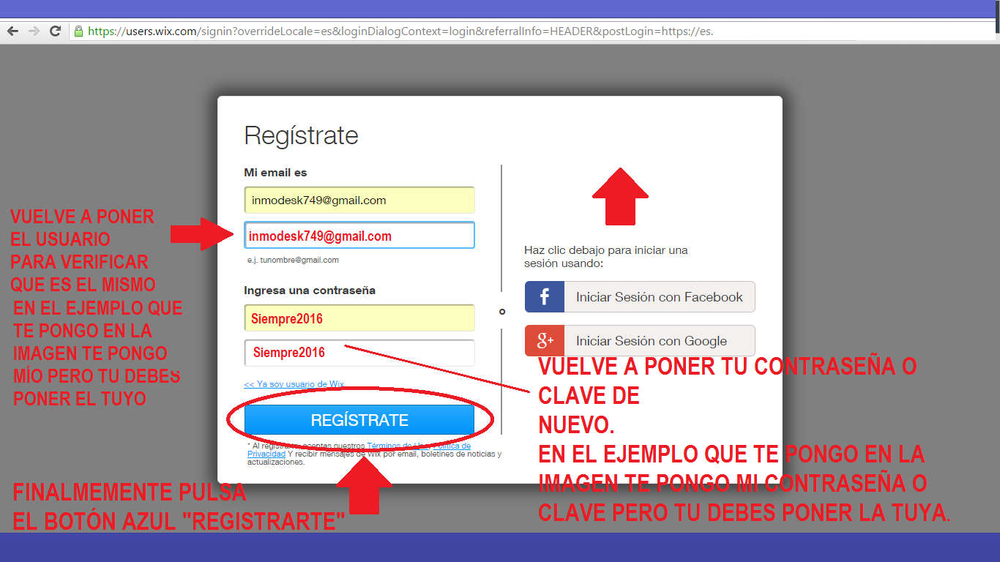 https://users.wix.com/signin?overrideLocale=es&loginDialogContext=login&referralInfo=HEADER&postLogin=https://es.
Regístrate
Mi email es
inmodesk749@gmail.com
inmodesk749@gmail.com
e.j. tunombre@gmail.com
Ingresa una contraseña
Siempre2016
Siempre2016
<< Ya soy usuario de Wix
REGÍSTRATE
* Al registrarte, aceptas nuestros Términos de Uso, Política de
Privacidad Y recibir mensajes de Wix por email, boletines de noticias y
actualizaciones.
o
Haz clic debajo para iniciar una
sesión usando:
f
Iniciar Sesión con Facebook
g+
Iniciar Sesión con Google
VUELVE A PONER
EL USUARIO
PARA VERIFICAR
QUE ES EL MISMO
EN EL EJEMPLO QUE
TE PONGO EN LA
IMAGEN TE PONGO
MÍO PERO TU DEBES
PONER EL TUYO
VUELVE A PONER TU CONTRASEÑA O
CLAVE DE
NUEVO.
EN EL EJEMPLO QUE TE PONGO EN LA
IMAGEN TE PONGO MI CONTRASEÑA O
CLAVE PERO TU DEBES PONER LA TUYA.
FINALMEMENTE PULSA
EL BOTÓN AZUL "REGISTRARTE"